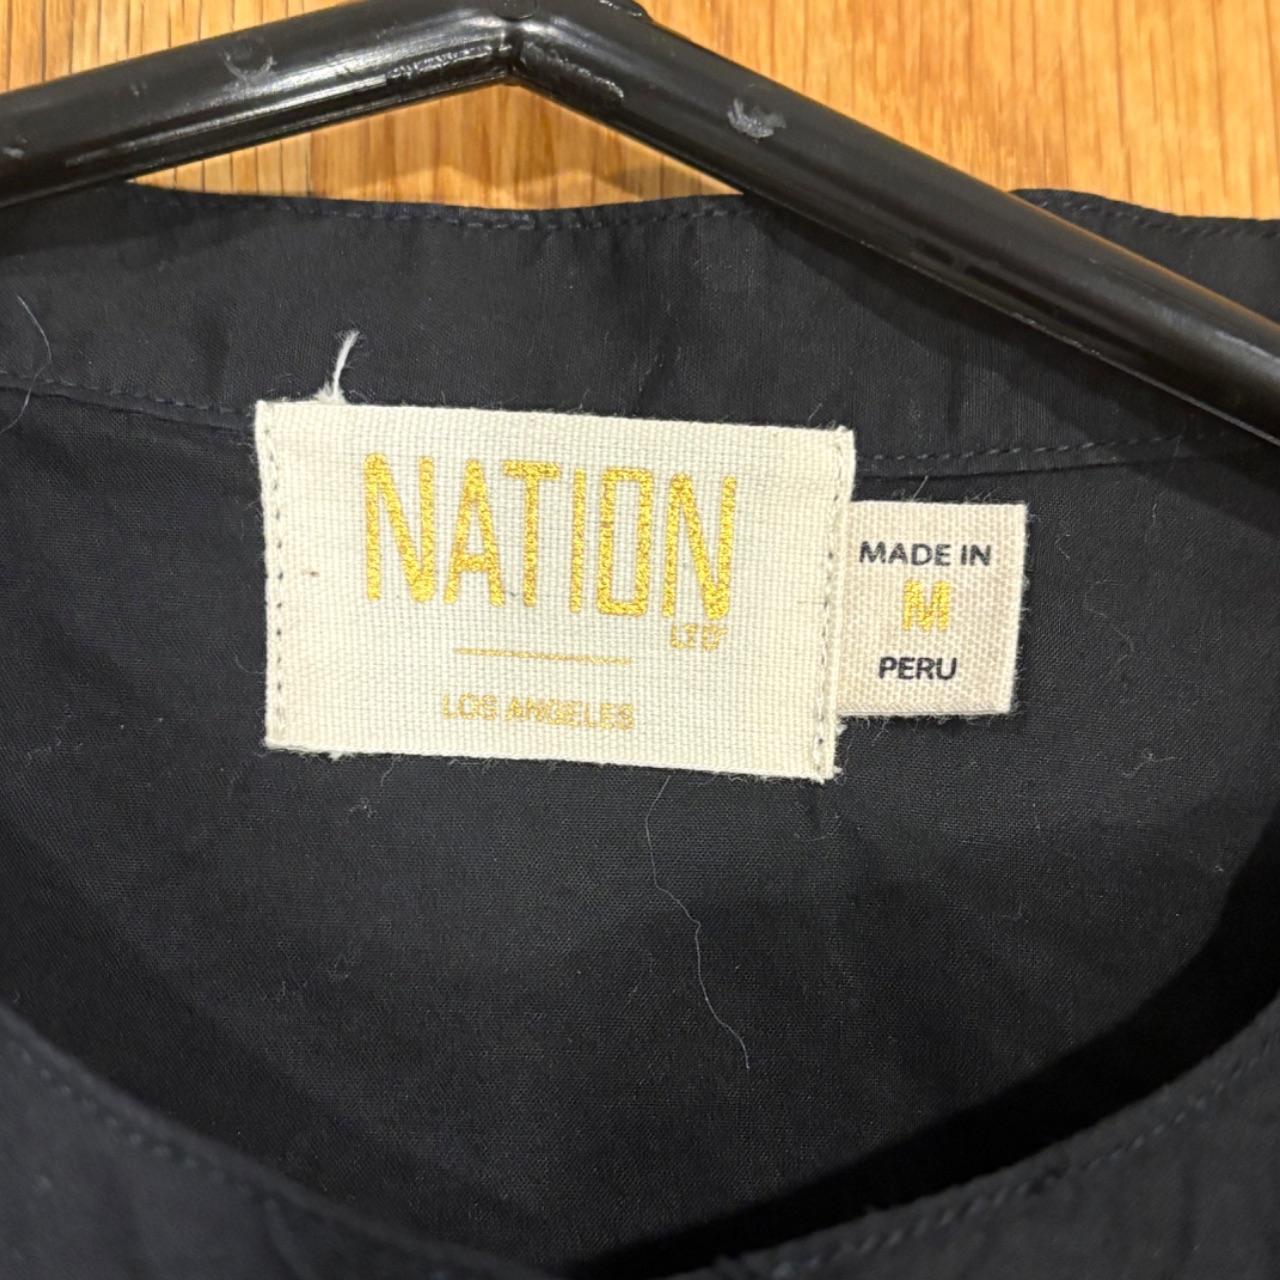 NATION
LTD
LOS ANGELES
MADE IN
M
PERU